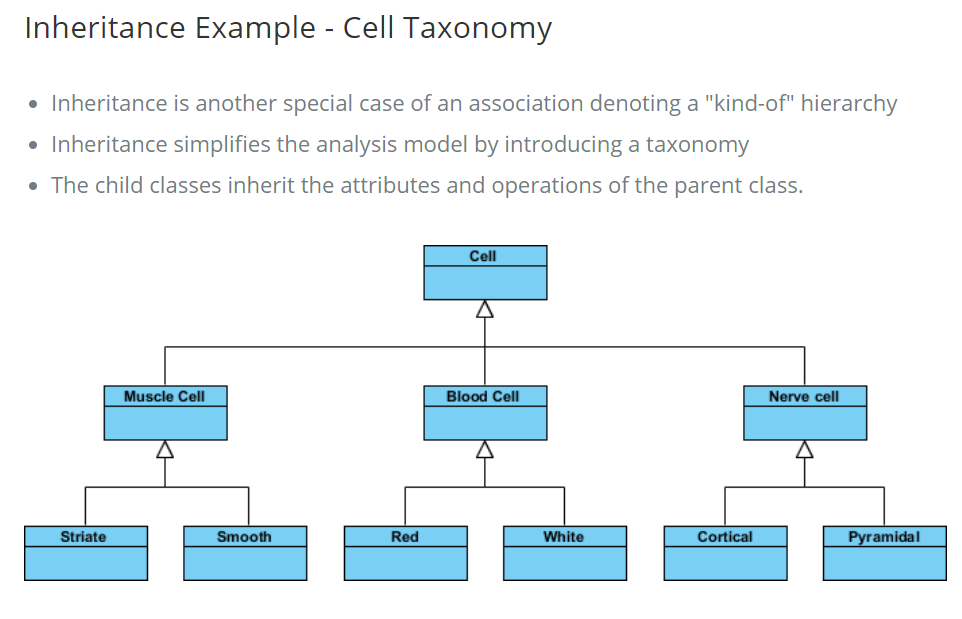 Inheritance Example - Cell Taxonomy
Inheritance is another special case of an association denoting a "kind-of" hierarchy
Inheritance simplifies the analysis model by introducing a taxonomy
The child classes inherit the attributes and operations of the parent class.
Cell
Muscle Cell
Blood Cell
Nerve cell
Striate
Smooth
Red
White
Cortical
Pyramidal